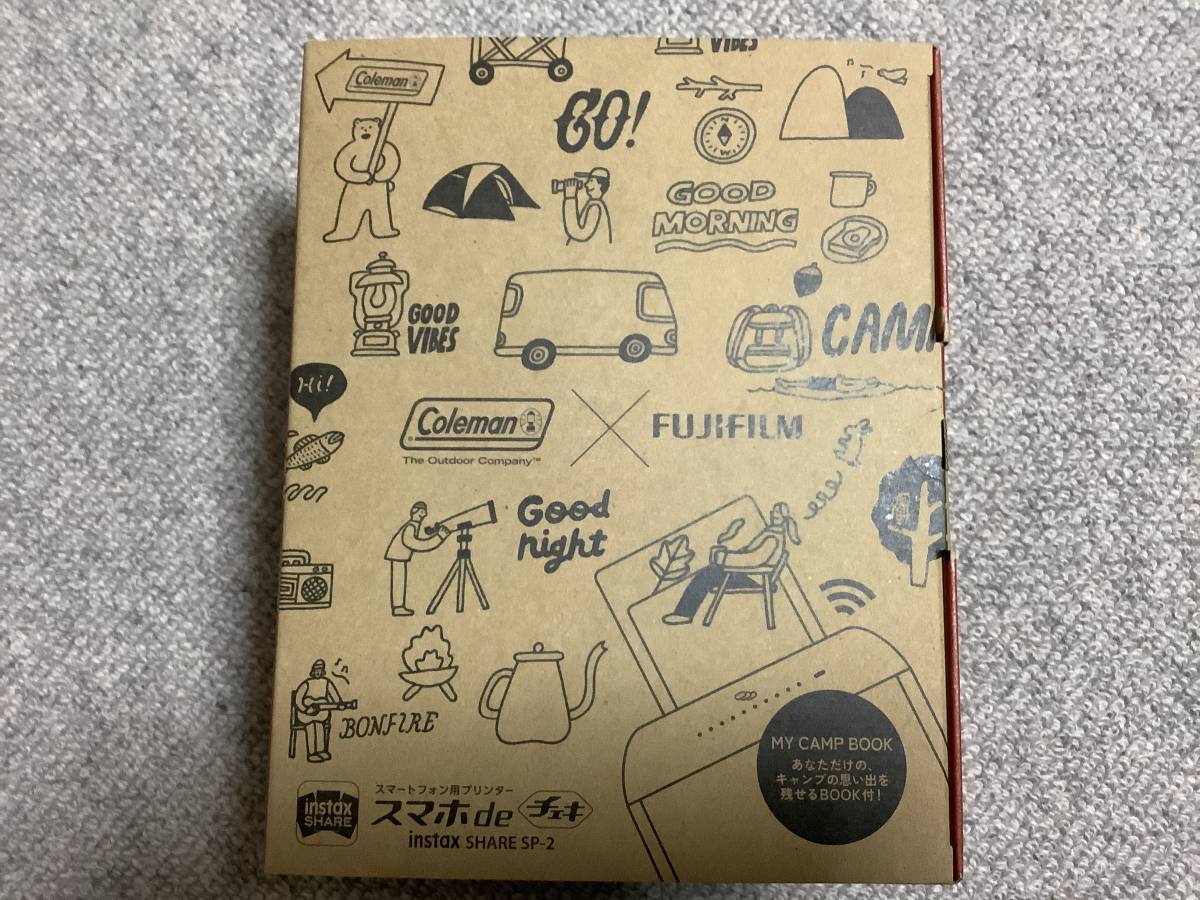 VIBES
Coleman
GO!
N
W
GOOD
MORNING
GOOD
VIBES
CAMP
Hi!
Coleman
FUJIFILM
The Outdoor Company™
Good
night
MY CAMP BOOK
あなただけの、
キャンプの思い出を
残せるBOOK付!
BONFIRE
instax
SHARE
スマートフォン用プリンター
スマホde チェキ
instax SHARE SP-2